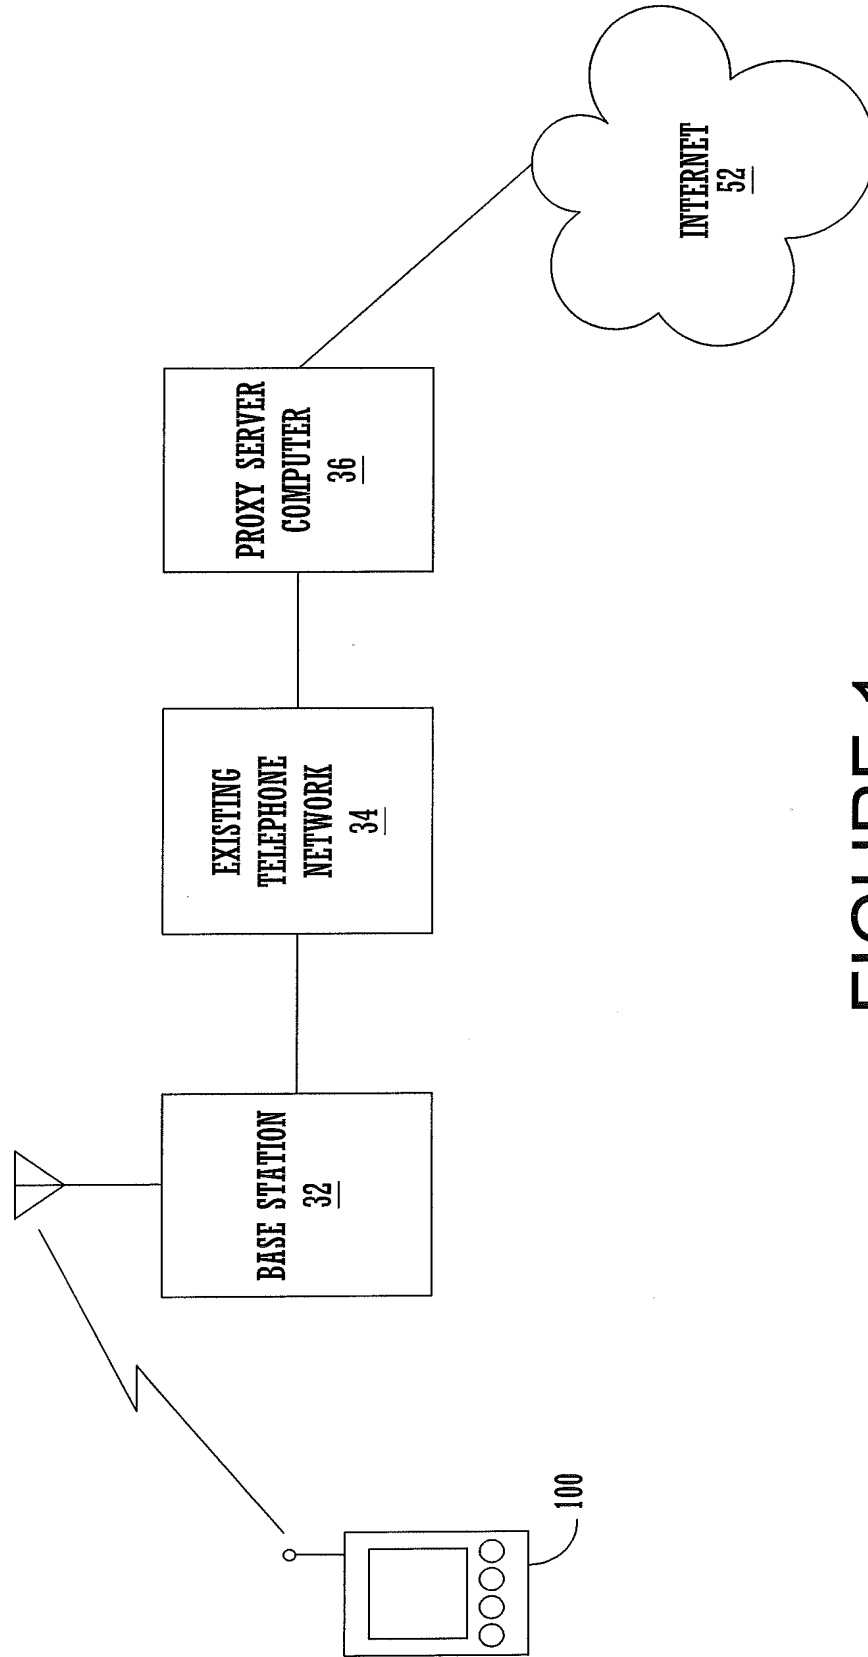 100
BASE STATION
32
EXISTING
TELEPHONE
NETWORK
34
PROXY SERVER
COMPUTER
36
INTERNET
52
FIGURE 1